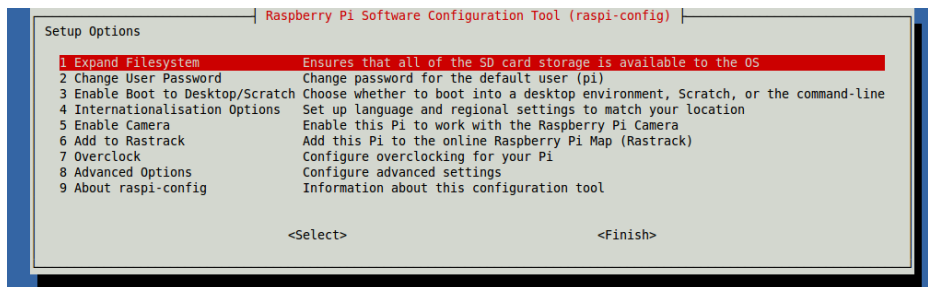 Raspberry Pi Software Configuration Tool (raspi-config)
Setup Options
1 Expand Filesystem Ensures that all of the SD card storage is available to the OS
2 Change User Password Change password for the default user (pi)
3 Enable Boot to Desktop/Scratch Choose whether to boot into a desktop environment, Scratch, or the command-line
4 Internationalisation Options Set up language and regional settings to match your location
5 Enable Camera Enable this Pi to work with the Raspberry Pi Camera
6 Add to Rastrack Add this Pi to the online Raspberry Pi Map (Rastrack)
7 Overclock Configure overclocking for your Pi
8 Advanced Options Configure advanced settings
9 About raspi-config Information about this configuration tool
<Select> <Finish>